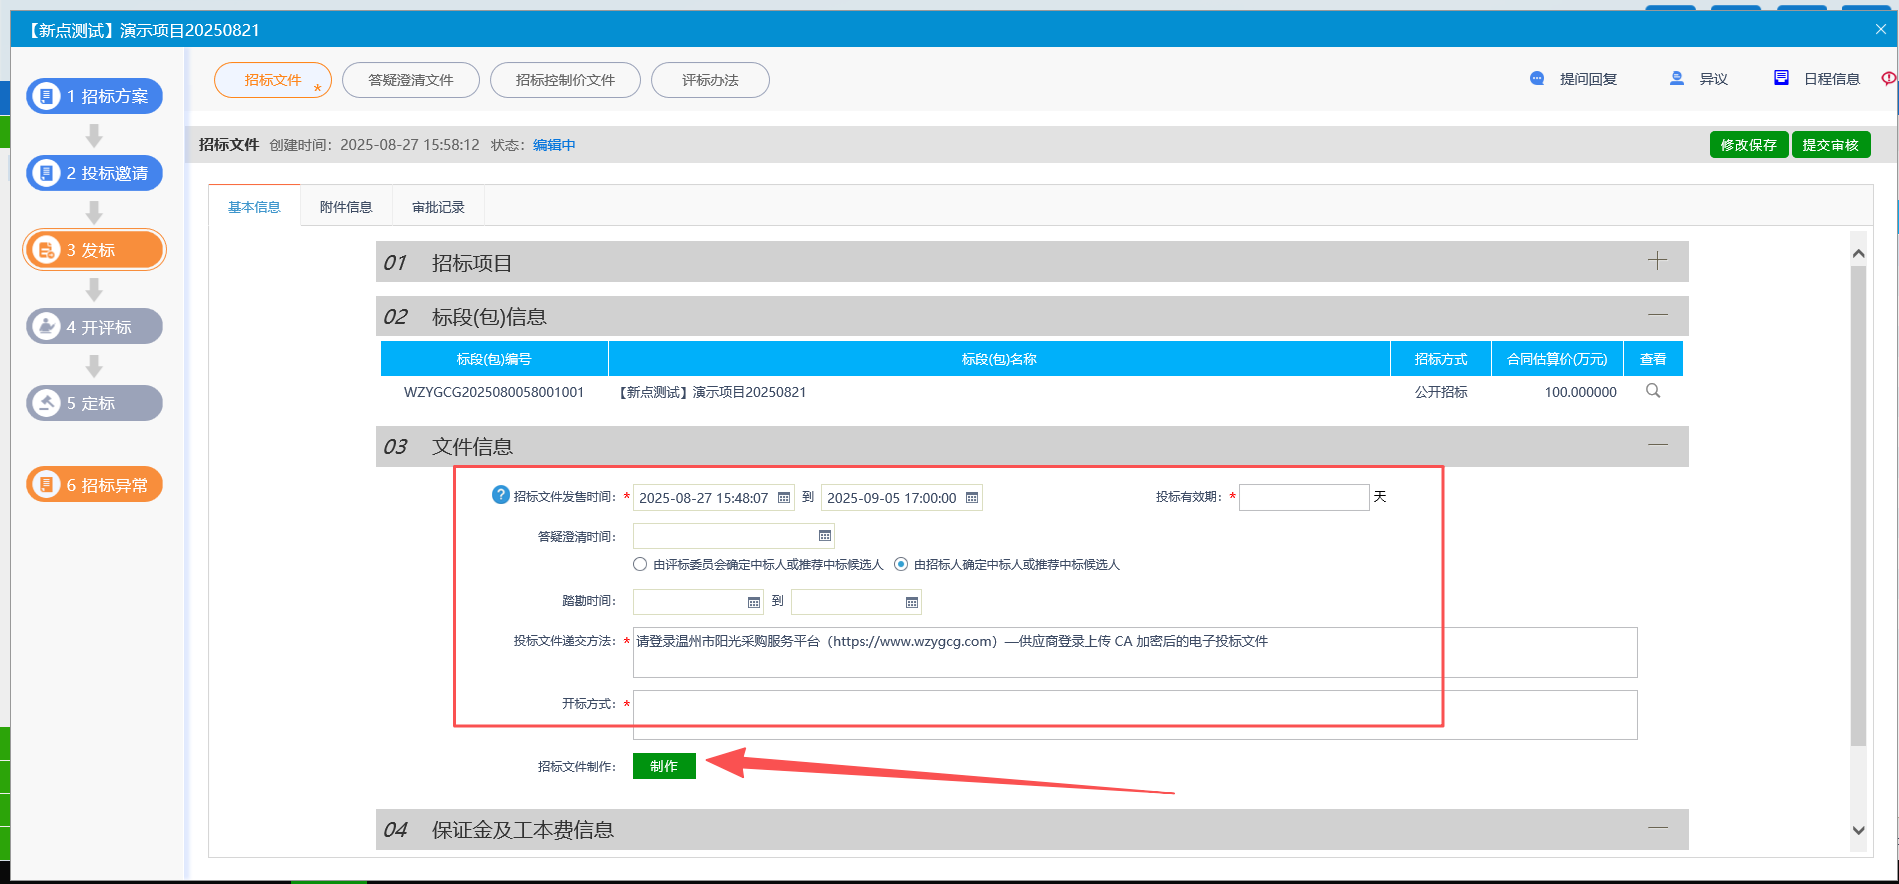 【新点测试】演示项目20250821
1 招标方案
2 投标邀请
3 发标
4 开评标
5 定标
6 招标异常
招标文件 *
答疑澄清文件
招标控制价文件
评标办法
提问回复
异议
日程信息
招标文件 创建时间：2025-08-27 15:58:12 状态：编辑中
修改保存
提交审核
基本信息
附件信息
审批记录
01 招标项目
02 标段(包)信息
标段(包)编号 标段(包)名称 招标方式 合同估算价(万元) 查看
WZYGCG2025080058001001 【新点测试】演示项目20250821 公开招标 100.000000
03 文件信息
招标文件发售时间：* 2025-08-27 15:48:07 到 2025-09-05 17:00:00 投标有效期：* 天
答疑澄清时间：
由评标委员会确定中标人或推荐中标候选人 由招标人确定中标人或推荐中标候选人
踏勘时间： 到
投标文件递交方法：* 请登录温州市阳光采购服务平台（https://www.wzygcg.com）—供应商登录上传 CA 加密后的电子投标文件
开标方式：*
招标文件制作： 制作
04 保证金及工本费信息